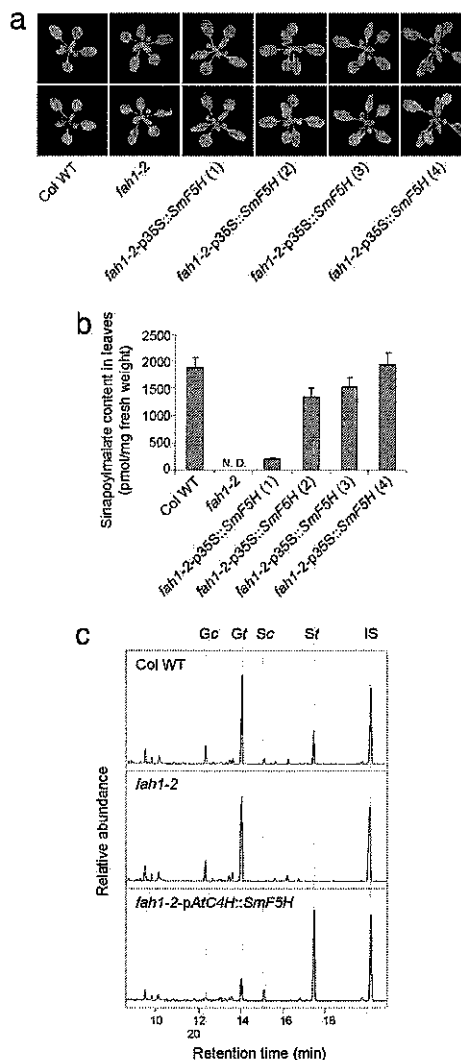 a
Col WT
fah1-2
fah1-2-p35S::SmF5H (1)
fah1-2-p35S::SmF5H (2)
fah1-2-p35S::SmF5H (3)
fah1-2-p35S::SmF5H (4)
b
Sinapoylmalate content in leaves
(pmol/mg fresh weight)
2500
2000
1500
1000
500
0
N. D.
Col WT
fah1-2
fah1-2-p35S::SmF5H (1)
fah1-2-p35S::SmF5H (2)
fah1-2-p35S::SmF5H (3)
fah1-2-p35S::SmF5H (4)
c
Gc Gt Sc St IS
Col WT
fah1-2
fah1-2-pAtC4H::SmF5H
Relative abundance
10 12 14 16 18
20
Retention time (min)